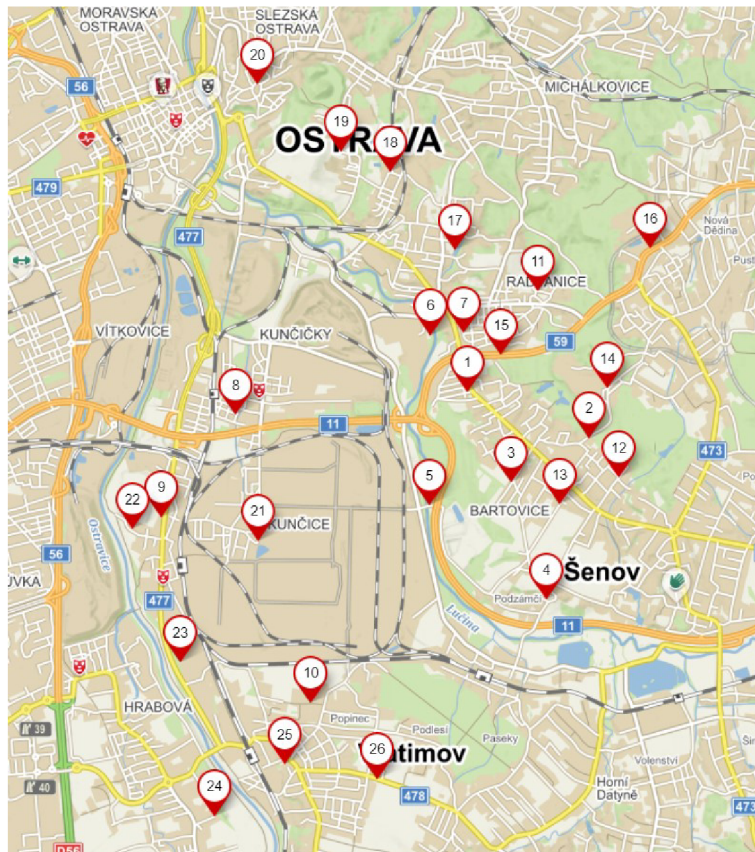 MORAVSKÁ
OSTRAVA
SLEZSKÁ
OSTRAVA
20
56
MICHÁLKOVICE
19
OSTRAVA
18
479
17
16
Nová
Dědina
477
11
RADVANICE
6
7
VÍTKOVICE
KUNČIČKY
15
59
1
14
8
2
11
3
12
473
13
5
22
9
BARTOVICE
21
KUNČICE
Ostravice
56
4
Šenov
Podzámčí
477
Lučina
11
23
10
HRABOVÁ
Popinec
Podlesí
39
25
26
Paseky
Volenství
40
24
478
Horní
Datyně
473
D56